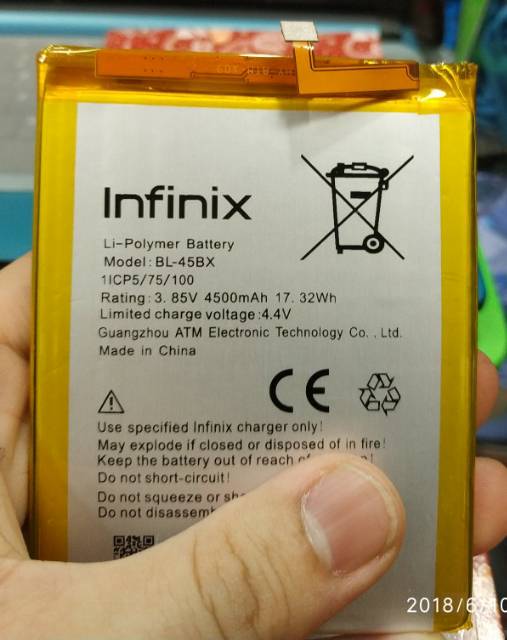 Infinix
Li-Polymer Battery
Model: BL-45BX
1ICP5/75/100
Rating: 3.85V 4500mAh 17.32Wh
Limited charge voltage:4.4V
Guangzhou ATM Electronic Technology Co., Ltd.
Made in China
CE
Use specified Infinix charger only!
May explode if closed or disposed of in fire!
Keep the battery out of reach
Do not short-circuit!
Do not squeeze or
Do not
2018/6/10